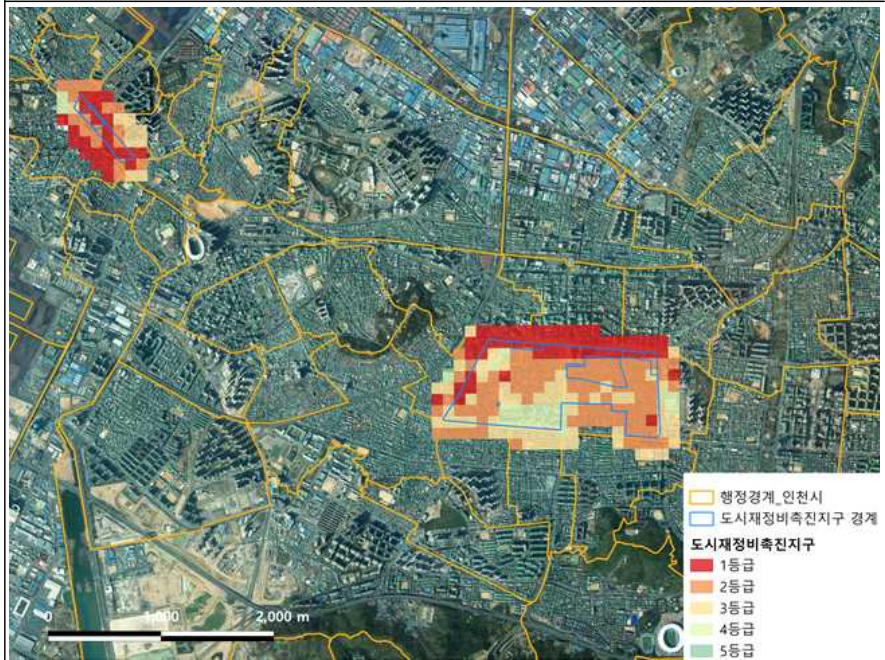 행정경계_인천시
도시재정비촉진지구 경계
도시재정비촉진지구
1등급
2등급
3등급
4등급
5등급
0 1,000 2,000 m